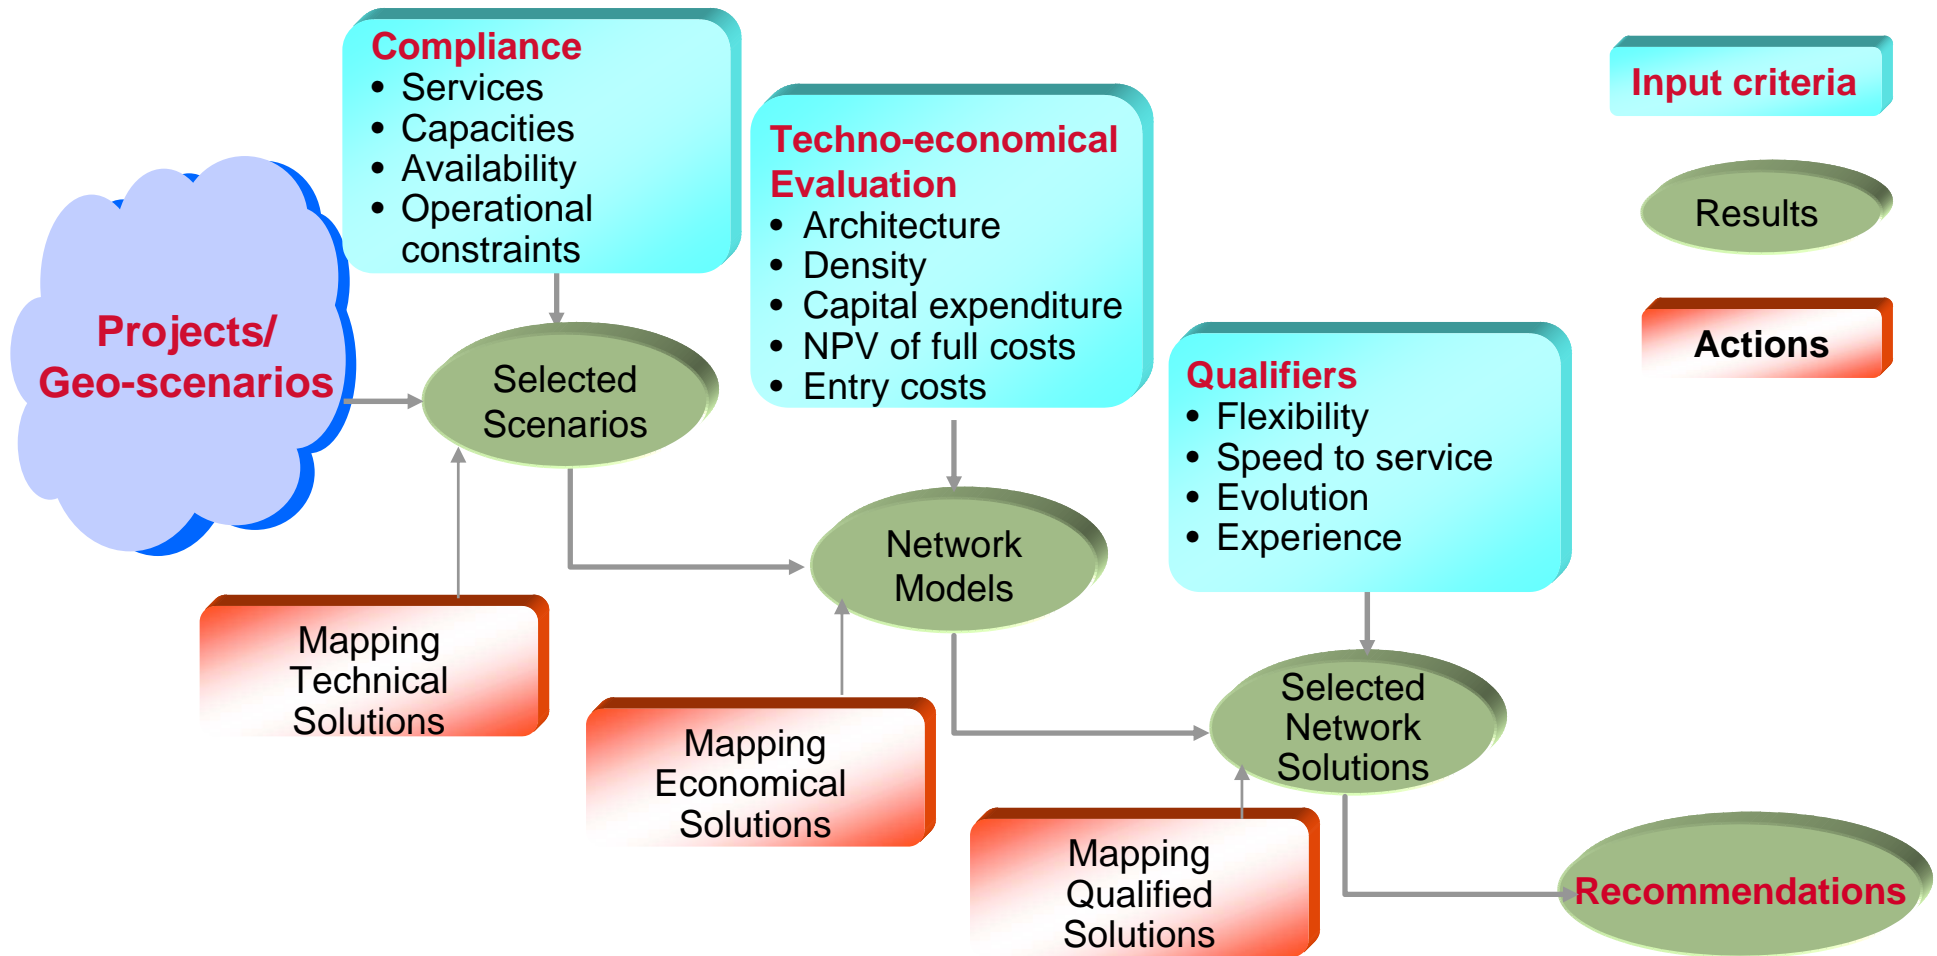 Compliance
• Services
• Capacities
• Availability
• Operational
constraints
Techno-economical
Evaluation
• Architecture
• Density
• Capital expenditure
• NPV of full costs
• Entry costs
Qualifiers
• Flexibility
• Speed to service
• Evolution
• Experience
Input criteria
Results
Actions
Projects/
Geo-scenarios
Selected
Scenarios
Network
Models
Selected
Network
Solutions
Recommendations
Mapping
Technical
Solutions
Mapping
Economical
Solutions
Mapping
Qualified
Solutions